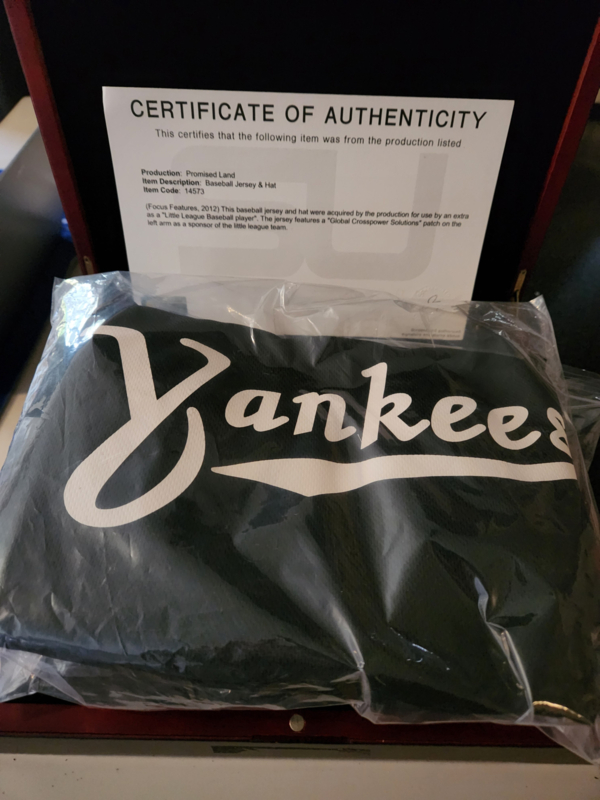 CERTIFICATE OF AUTHENTICITY
This certifies that the following item was from the production listed
Production: Promised Land
Item Description: Baseball Jersey & Hat
Item Code: 14573
(Focus Features, 2012) This baseball jersey and hat were acquired by the production for use by an extra
as a "Little League Baseball player". The jersey features a "Global Crosspower Solutions" patch on the
left arm as a sponsor of the little league team.
Yankees